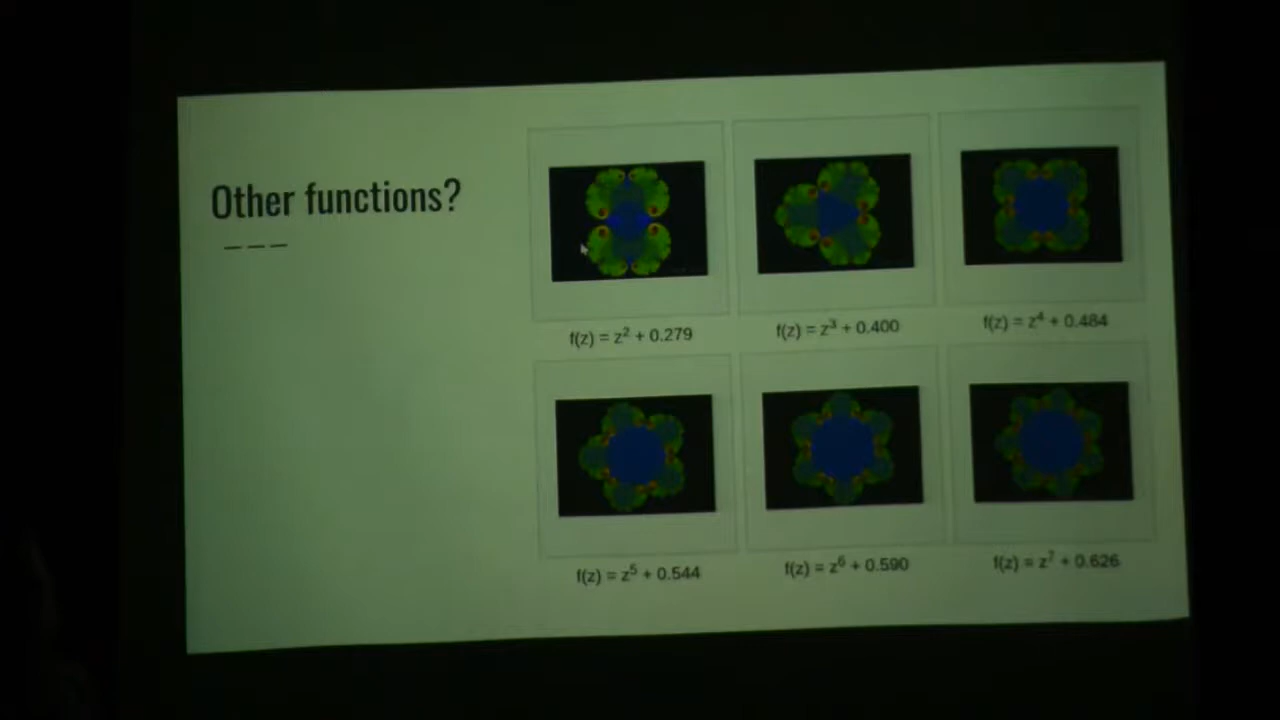 Other functions?
f(z) = z² + 0.279
f(z) = z³ + 0.400
f(z) = z⁴ + 0.484
f(z) = z⁵ + 0.544
f(z) = z⁶ + 0.590
f(z) = z⁷ + 0.626